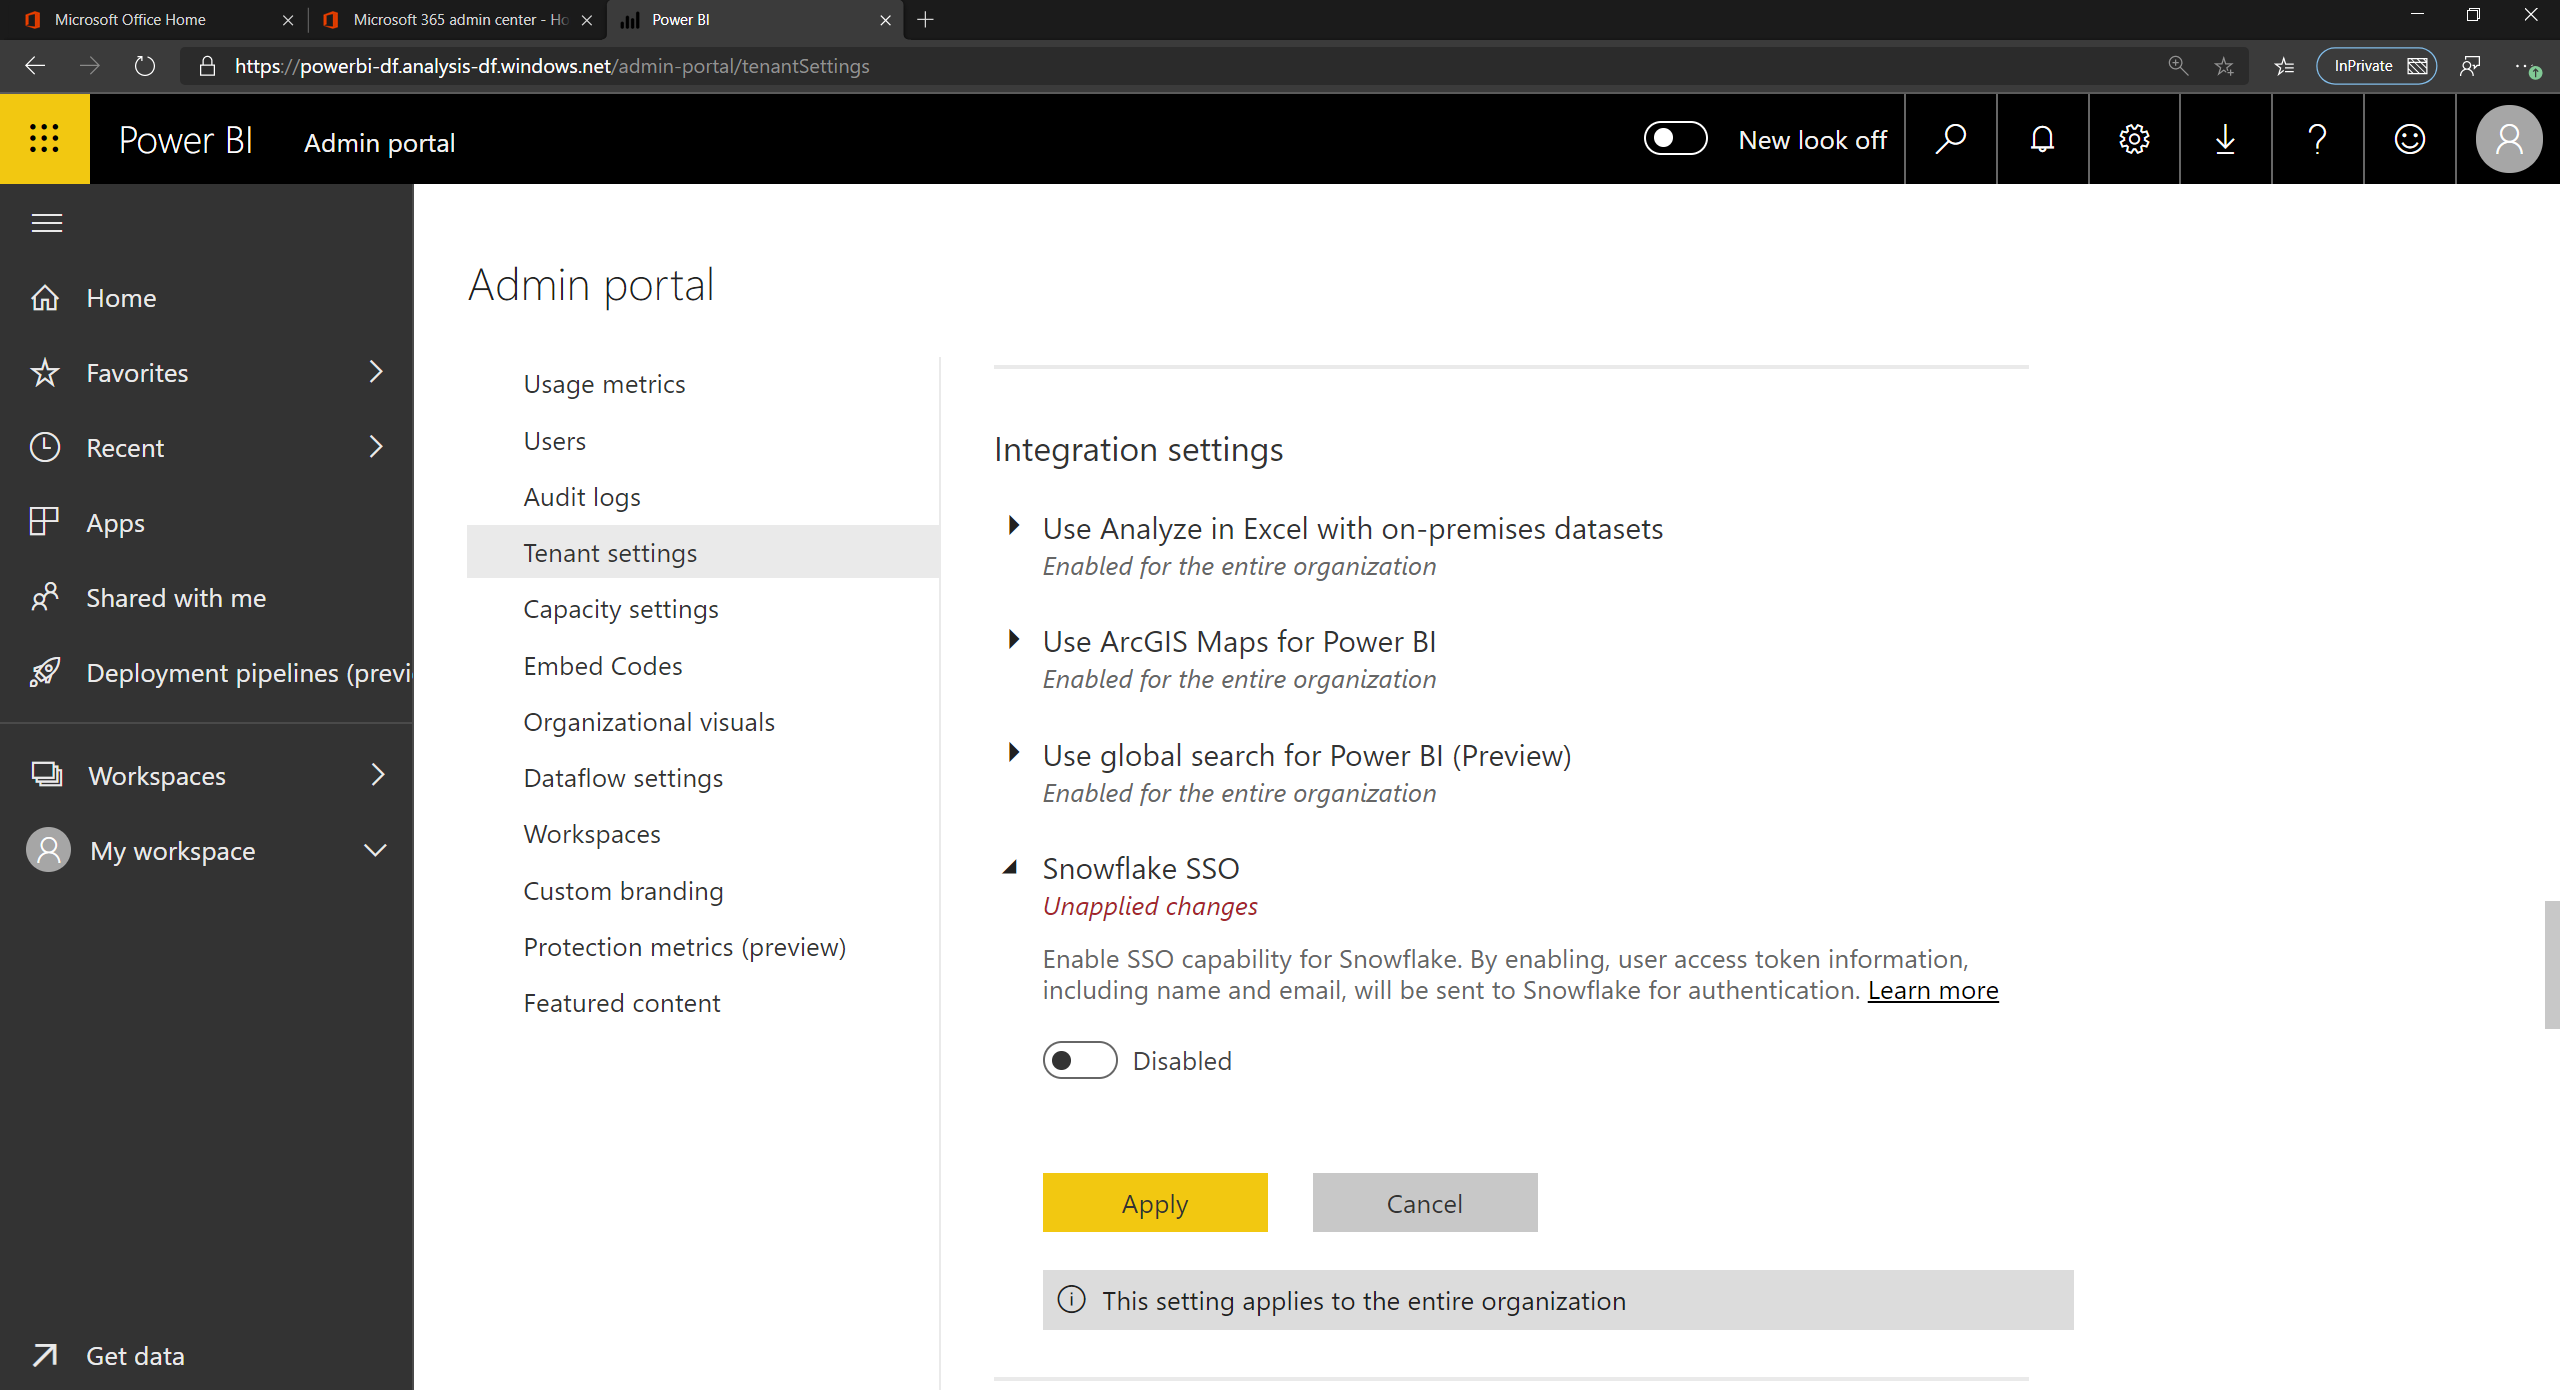 Microsoft Office Home
Microsoft 365 admin center - Ho
Power BI
https://powerbi-df.analysis-df.windows.net/admin-portal/tenantSettings
InPrivate
Power BI
Admin portal
New look off
Home
Favorites
Recent
Apps
Shared with me
Deployment pipelines (previ
Workspaces
My workspace
Get data
Admin portal
Usage metrics
Users
Audit logs
Tenant settings
Capacity settings
Embed Codes
Organizational visuals
Dataflow settings
Workspaces
Custom branding
Protection metrics (preview)
Featured content
Integration settings
Use Analyze in Excel with on-premises datasets
Enabled for the entire organization
Use ArcGIS Maps for Power BI
Enabled for the entire organization
Use global search for Power BI (Preview)
Enabled for the entire organization
Snowflake SSO
Unapplied changes
Enable SSO capability for Snowflake. By enabling, user access token information,
including name and email, will be sent to Snowflake for authentication. Learn more
Disabled
Apply
Cancel
This setting applies to the entire organization